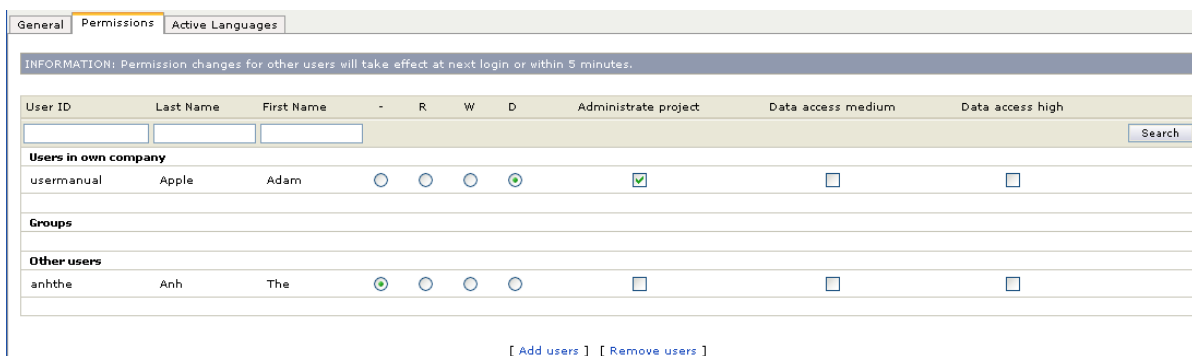 General Permissions Active Languages
INFORMATION: Permission changes for other users will take effect at next login or within 5 minutes.
User ID Last Name First Name - R W D Administrate project Data access medium Data access high
Search
Users in own company
usermanual Apple Adam
Groups
Other users
anhthe Anh The
[ Add users ] [ Remove users ]